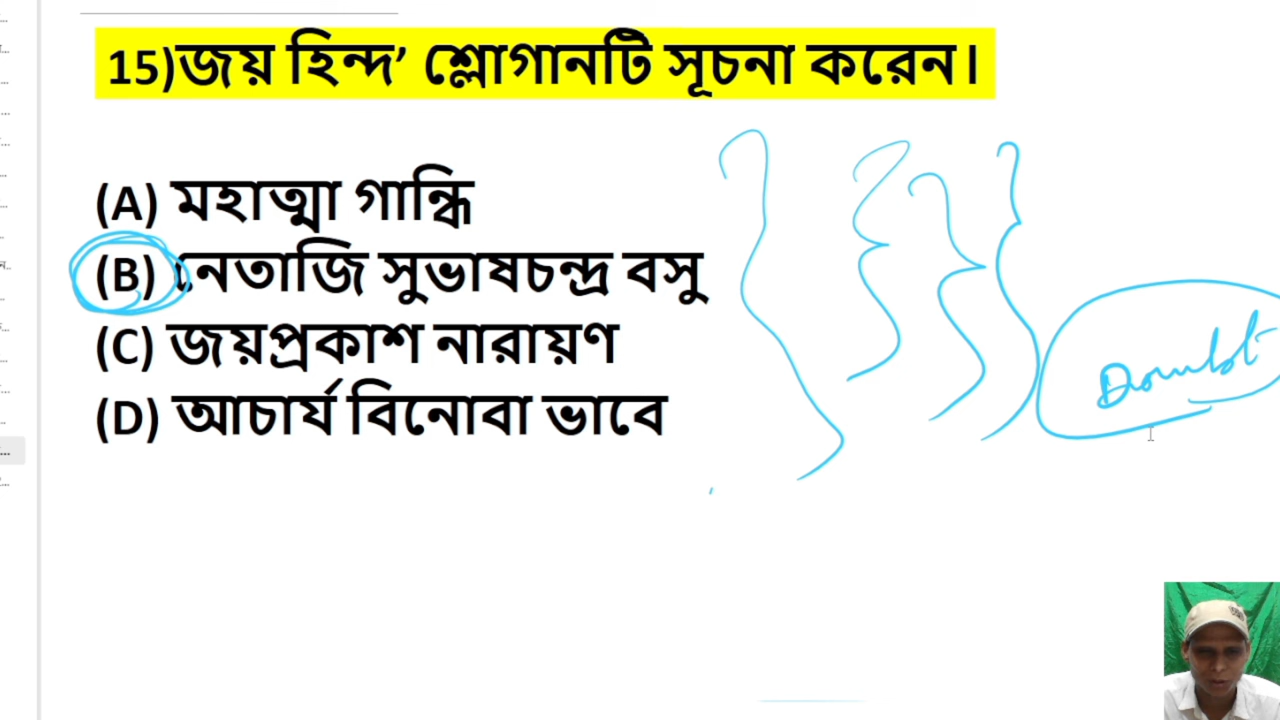 15)জয় হিন্দ’ শ্লোগানটি সূচনা করেন।
(A) মহাত্মা গান্ধি
(B) নেতাজি সুভাষচন্দ্র বসু
(C) জয়প্রকাশ নারায়ণ
(D) আচার্য বিনোবা ভাবে
Doubt